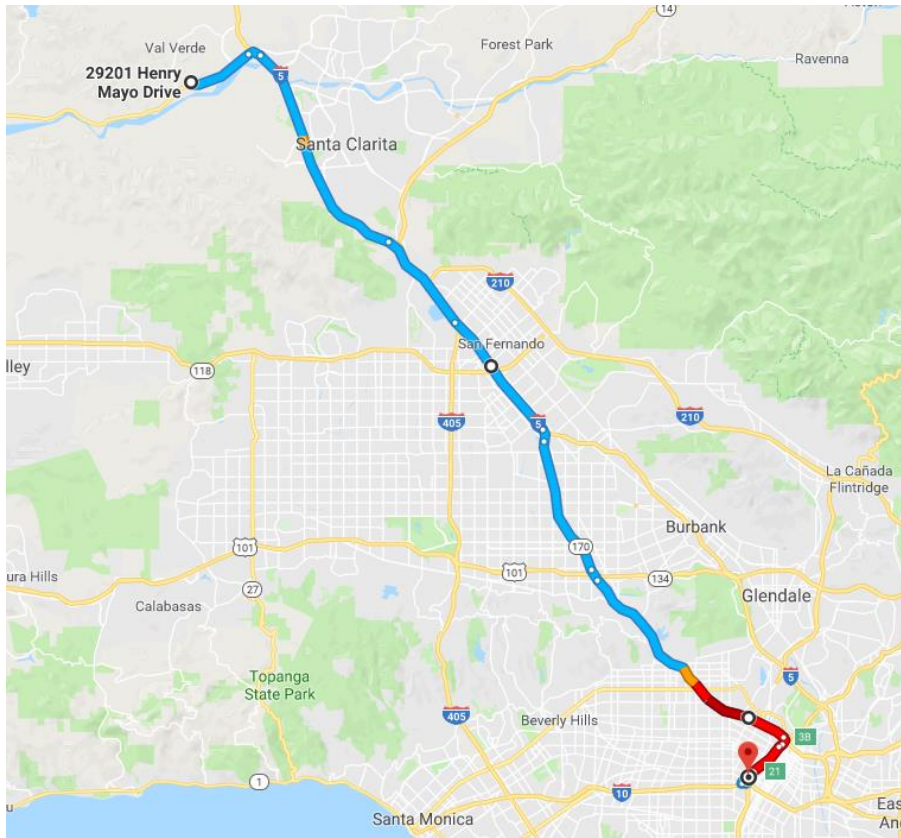 14
Val Verde
Forest Park
Ravenna
29201 Henry
Mayo Drive
5
Santa Clarita
210
San Fernando
lley
118
405
5
210
La Cañada
Flintridge
Burbank
101
170
ura Hills
101
134
27
Calabasas
Glendale
Topanga
State Park
5
405
Beverly Hills
3B
21
1
10
u
Santa Monica
Eas
An